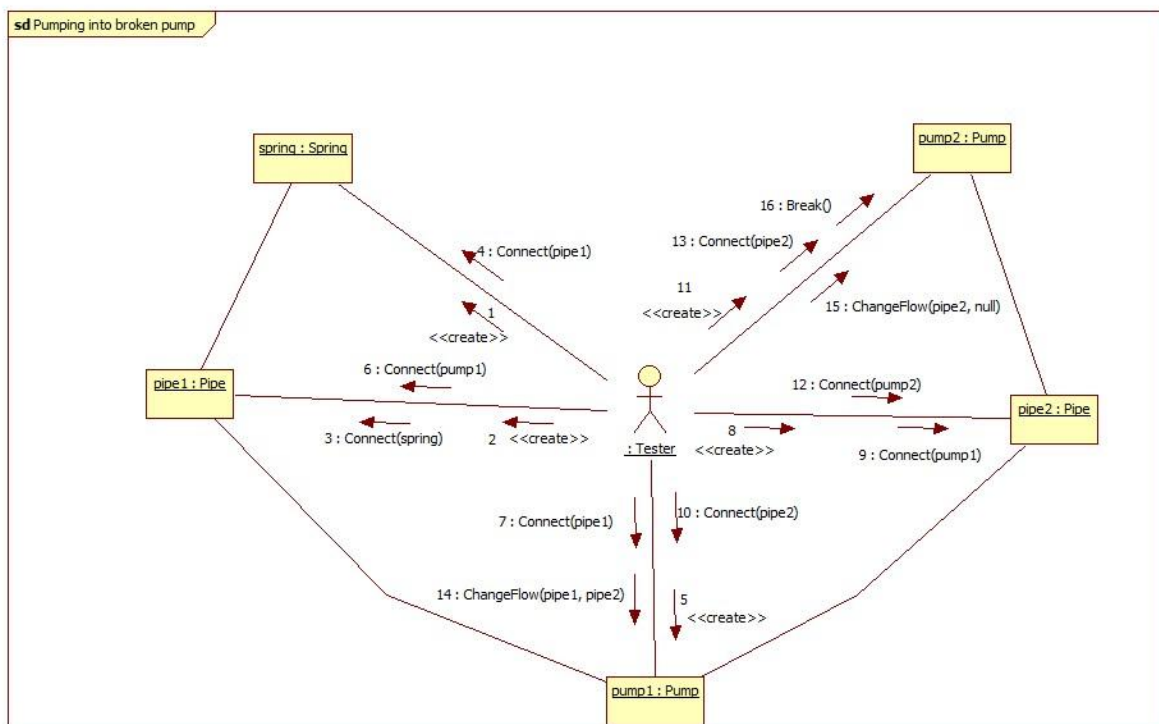 sd Pumping into broken pump
pump2 : Pump
spring : Spring
16 : Break()
13 : Connect(pipe2)
4 : Connect(pipe1)
11
<<create>>
15 : ChangeFlow(pipe2, null)
1
<<create>>
6 : Connect(pump1)
pipe1 : Pipe
12 : Connect(pump2)
pipe2 : Pipe
3 : Connect(spring)
2
<<create>>
: Tester
8
<<create>>
9 : Connect(pump1)
7 : Connect(pipe1)
10 : Connect(pipe2)
14 : ChangeFlow(pipe1, pipe2)
5
<<create>>
pump1 : Pump